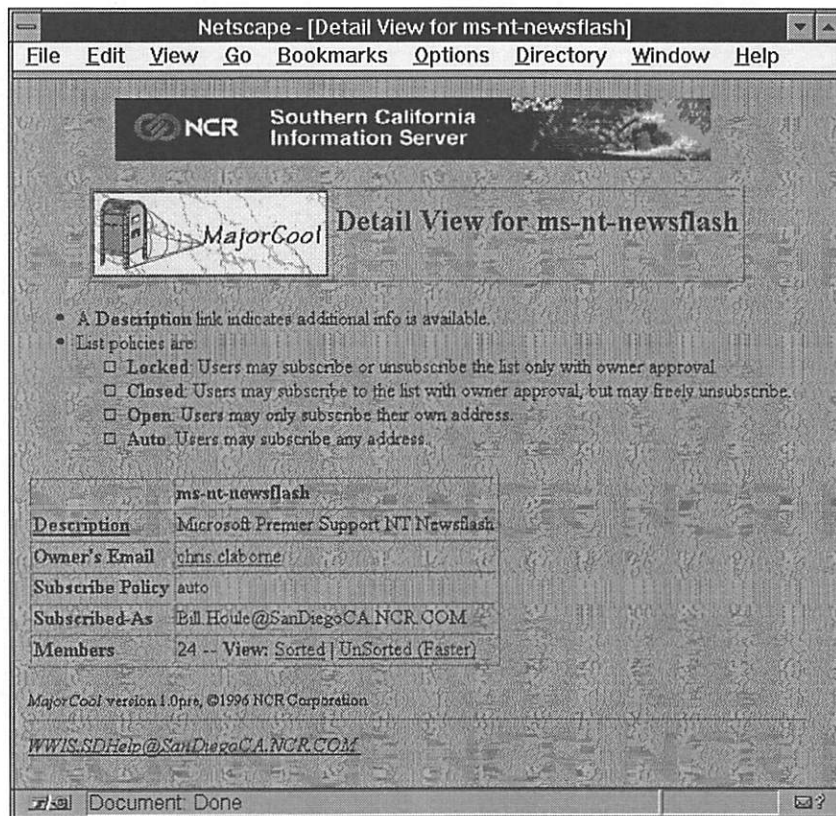 Netscape - [Detail View for ms-nt-newsflash]
File Edit View Go Bookmarks Options Directory Window Help
NCR Southern California
Information Server
MajorCool Detail View for ms-nt-newsflash
• A Description link indicates additional info is available.
• List policies are:
□ Locked: Users may subscribe or unsubscribe the list only with owner approval.
□ Closed: Users may subscribe to the list with owner approval, but may freely unsubscribe.
□ Open: Users may only subscribe their own address.
□ Auto: Users may subscribe any address.
ms-nt-newsflash
Description Microsoft Premier Support NT Newsflash
Owner's Email chris.claborne
Subscribe Policy auto
Subscribed-As Bill.Houle@SanDiegoCA.NCR.COM
Members 24 -- View: Sorted | UnSorted (Faster)
MajorCool version 1.0pre, ©1996 NCR Corporation
WWIS.SDHelp@SanDiegoCA.NCR.COM
Document: Done
?